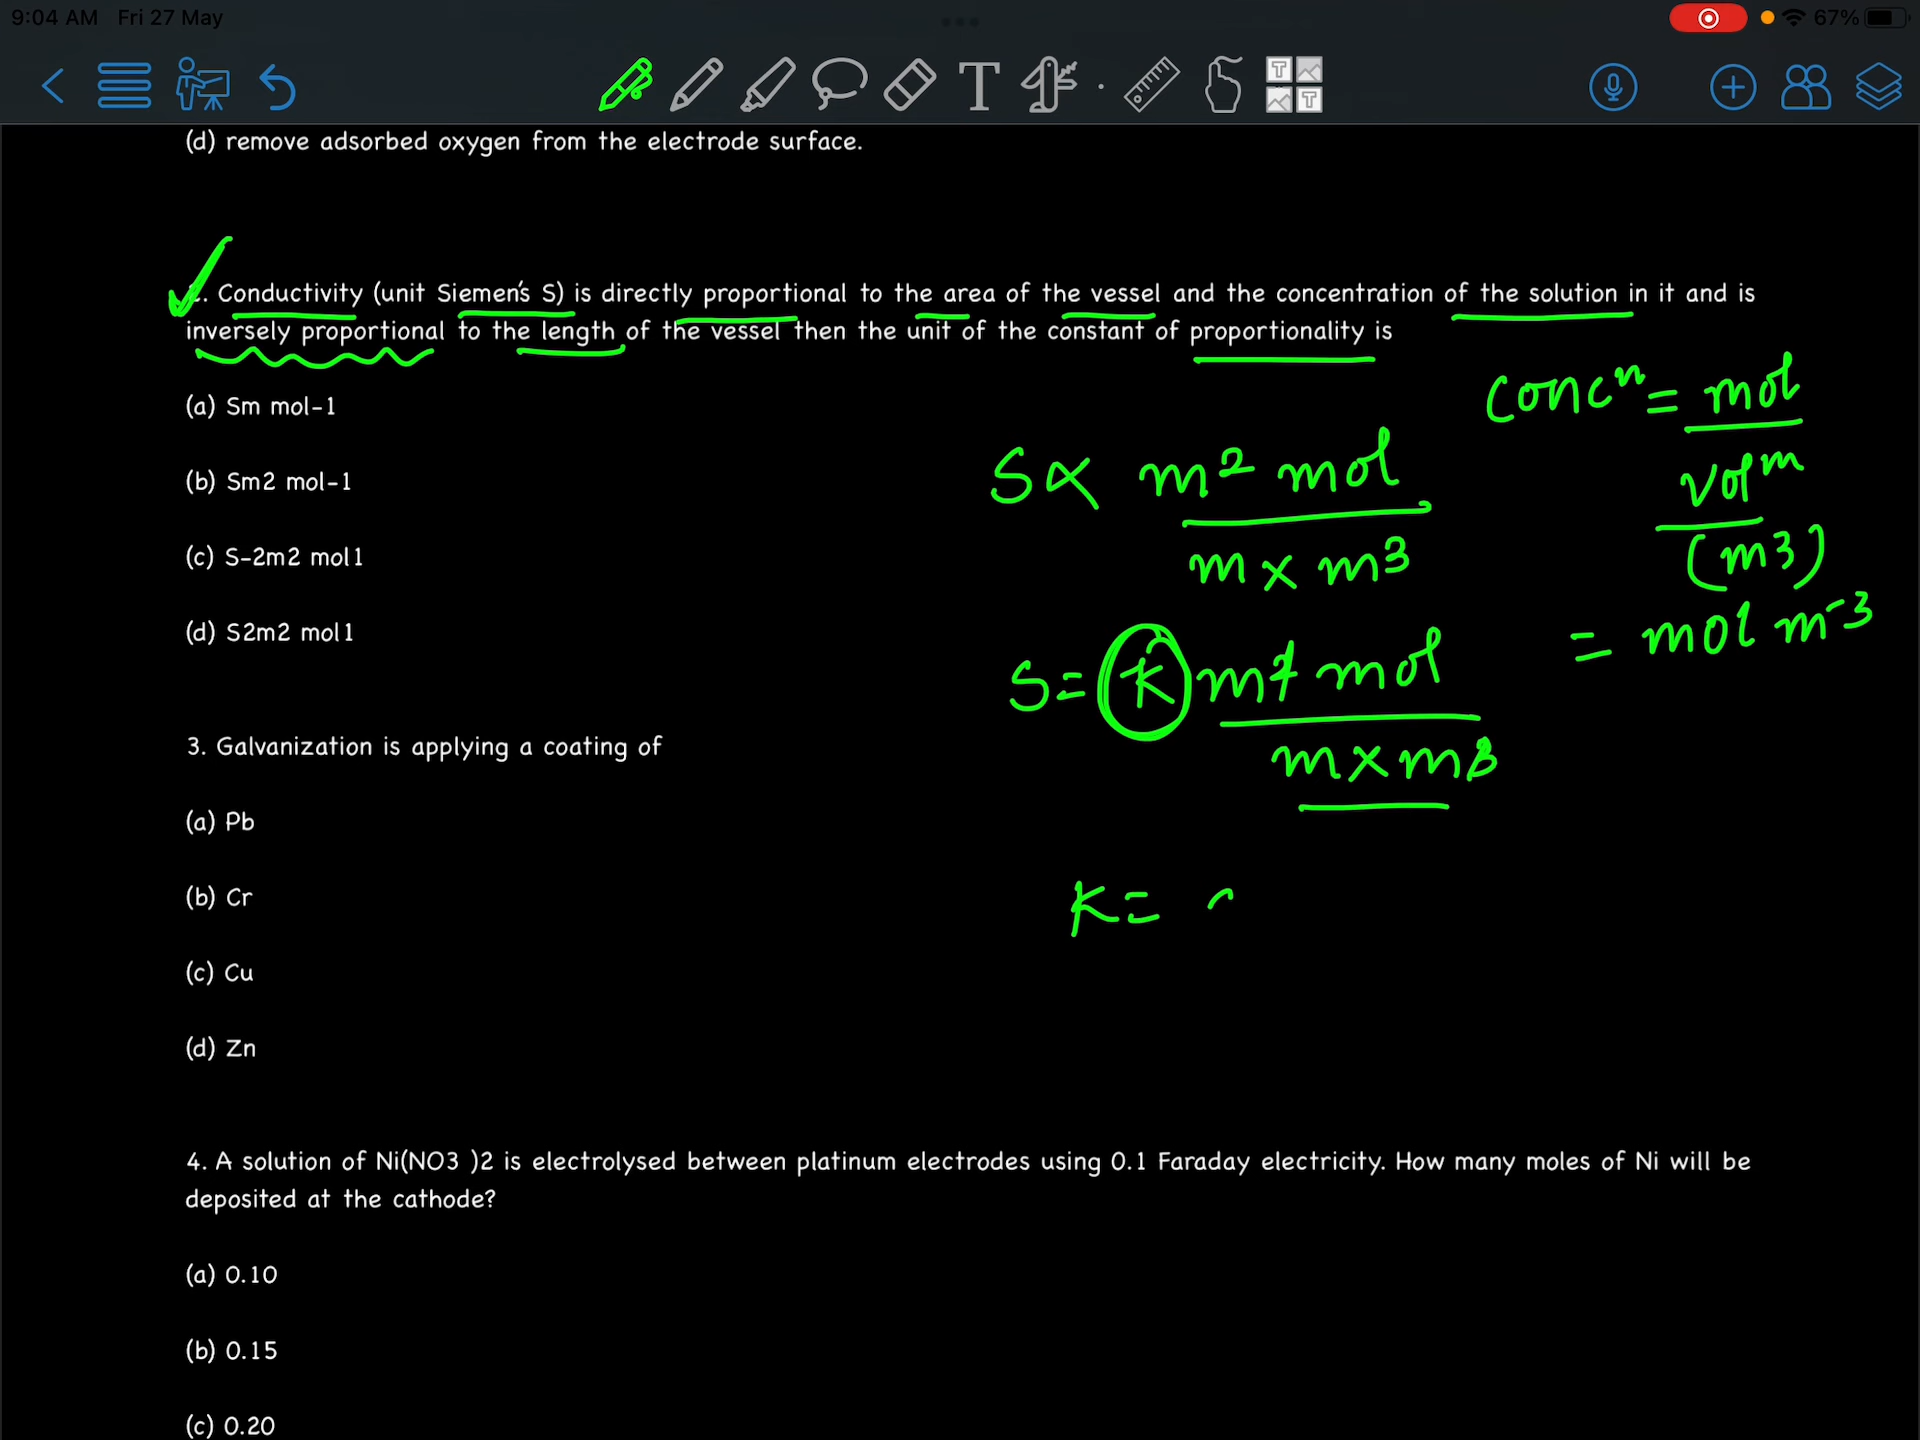 9:04 AM Fri 27 May
67%
(d) remove adsorbed oxygen from the electrode surface.
. Conductivity (unit Siemen's S) is directly proportional to the area of the vessel and the concentration of the solution in it and is
inversely proportional to the length of the vessel then the unit of the constant of proportionality is
(a) Sm mol-1
(b) Sm2 mol-1
(c) S-2m2 mol1
(d) S2m2 mol1
Concⁿ = mol
volᵐ
(m3)
= mol m⁻³
S ∝ m² mol
m × m³
S = K m² mol
m × m3
K =
3. Galvanization is applying a coating of
(a) Pb
(b) Cr
(c) Cu
(d) Zn
4. A solution of Ni(NO3 )2 is electrolysed between platinum electrodes using 0.1 Faraday electricity. How many moles of Ni will be
deposited at the cathode?
(a) 0.10
(b) 0.15
(c) 0.20